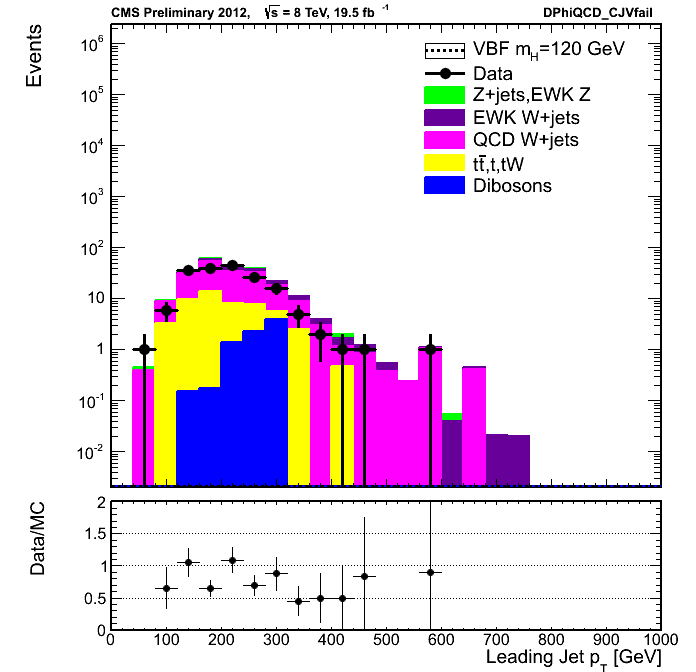 CMS Preliminary 2012, √s = 8 TeV, 19.5 fb⁻¹ DPhiQCD_CJVfail
Events
10⁶
10⁵
10⁴
10³
10²
10
1
10⁻¹
10⁻²
VBF m_H=120 GeV
Data
Z+jets,EWK Z
EWK W+jets
QCD W+jets
tt̄,t,tW
Dibosons
Data/MC
2
1.5
1
0.5
0
0 100 200 300 400 500 600 700 800 900 1000
Leading Jet p_T [GeV]